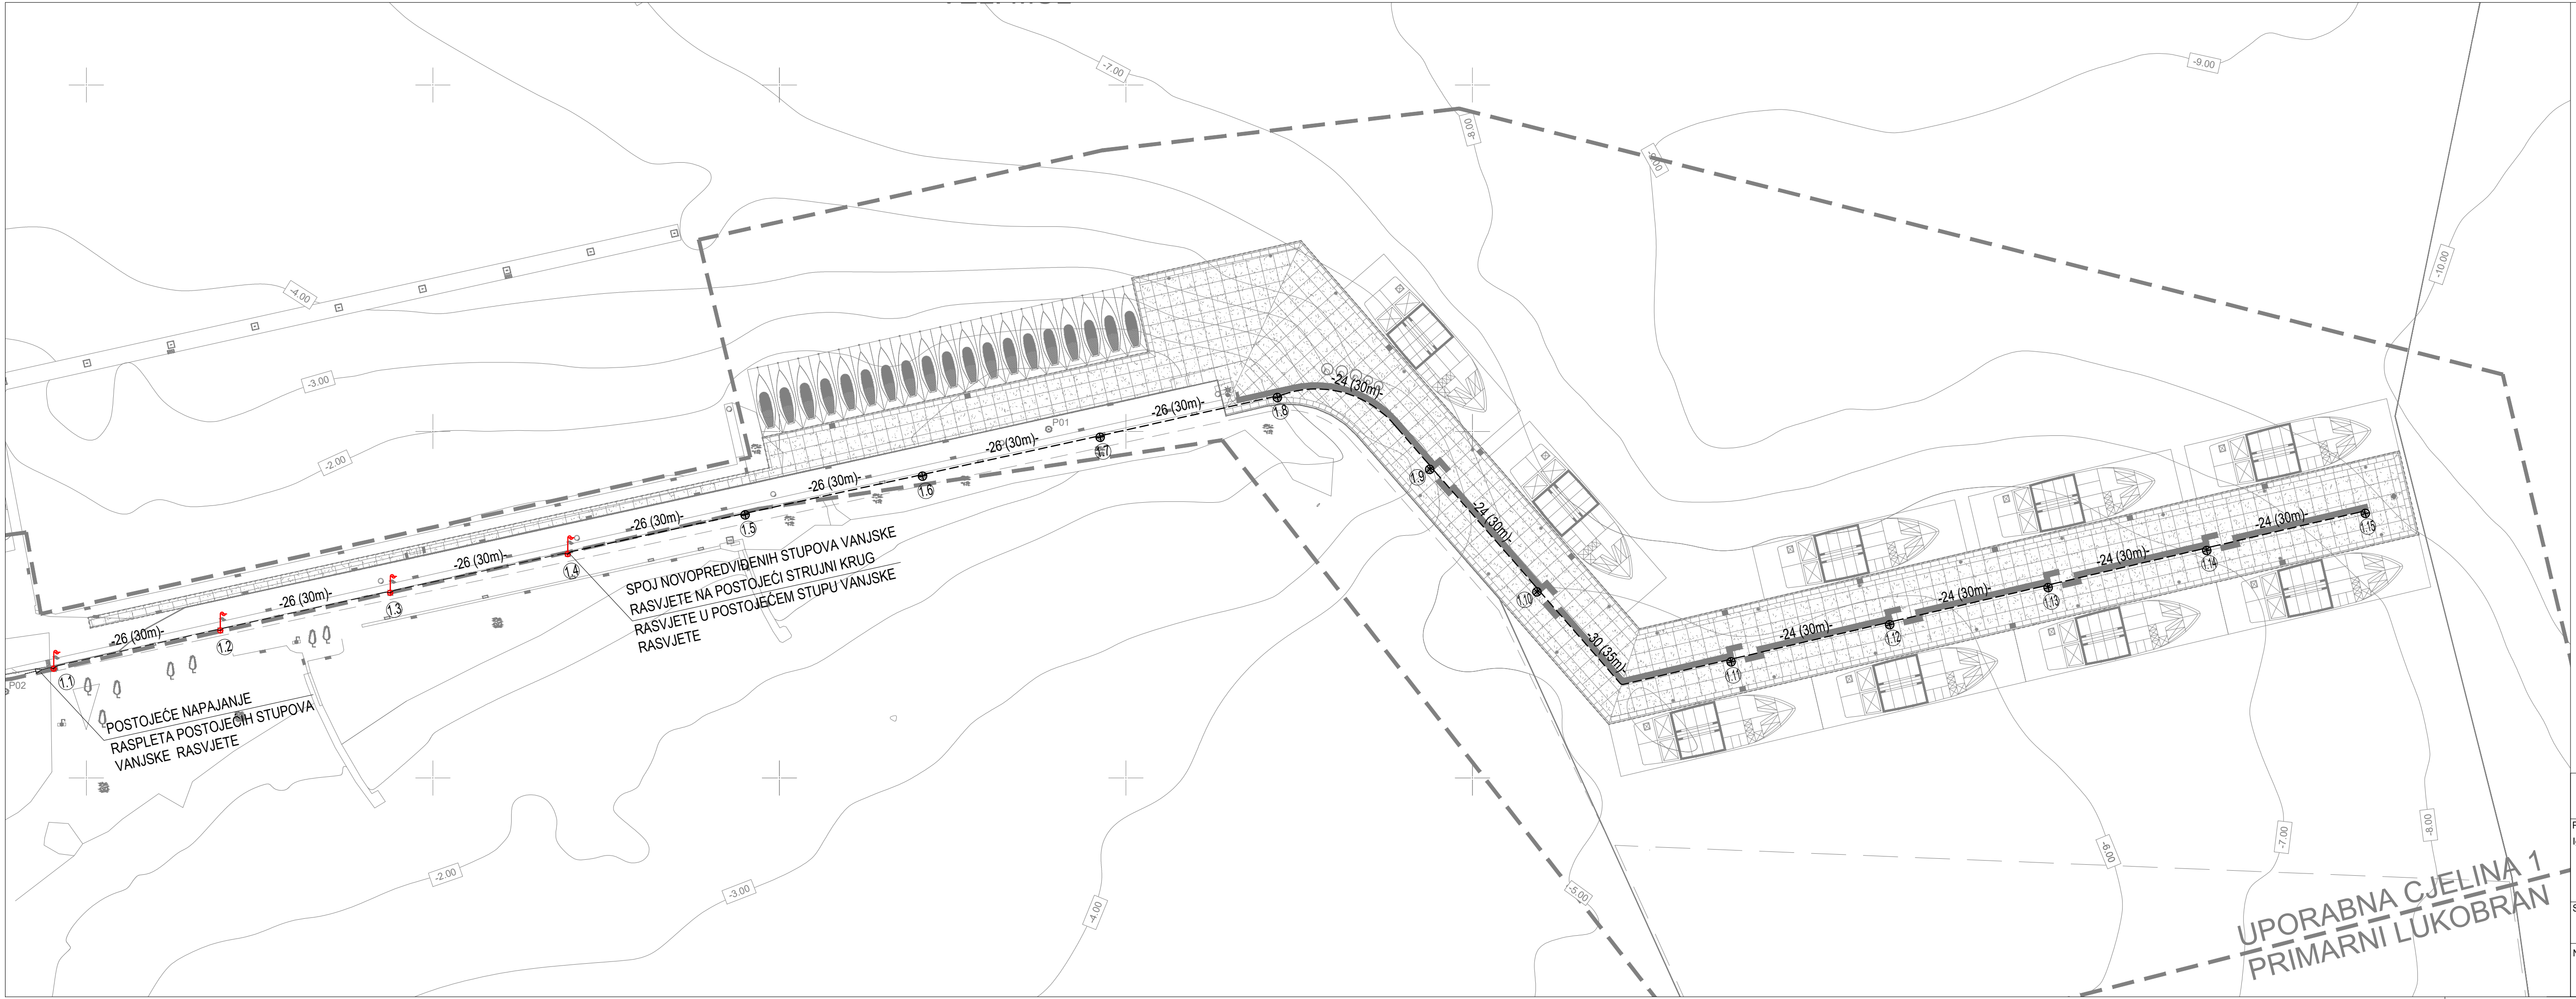 -7.00
-9.00
-8.00
-9.00
-4.00
-10.00
-3.00
-2.00
-24 (30m)-
-26 (30m)-
1.8
P01
-26 (30m)-
1.7
-26 (30m)-
1.6
1.9
-26 (30m)-
1.5
-24 (30m)-
-24 (30m)-
1.15
-26 (30m)-
1.4
-24 (30m)-
1.14
-26 (30m)-
1.3
SPOJ NOVOPREDVIĐENIH STUPOVA VANJSKE
RASVJETE NA POSTOJEĆI STRUJNI KRUG
RASVJETE U POSTOJEĆEM STUPU VANJSKE
RASVJETE
1.10
-24 (30m)-
1.13
-26 (30m)-
1.2
-30 (35m)-
-24 (30m)-
1.12
1.11
P02
1.1
POSTOJEĆE NAPAJANJE
RASPLETA POSTOJEĆIH STUPOVA
VANJSKE RASVJETE
-2.00
-3.00
-4.00
-5.00
-6.00
-7.00
-8.00
UPORABNA CJELINA 1
PRIMARNI LUKOBRAN